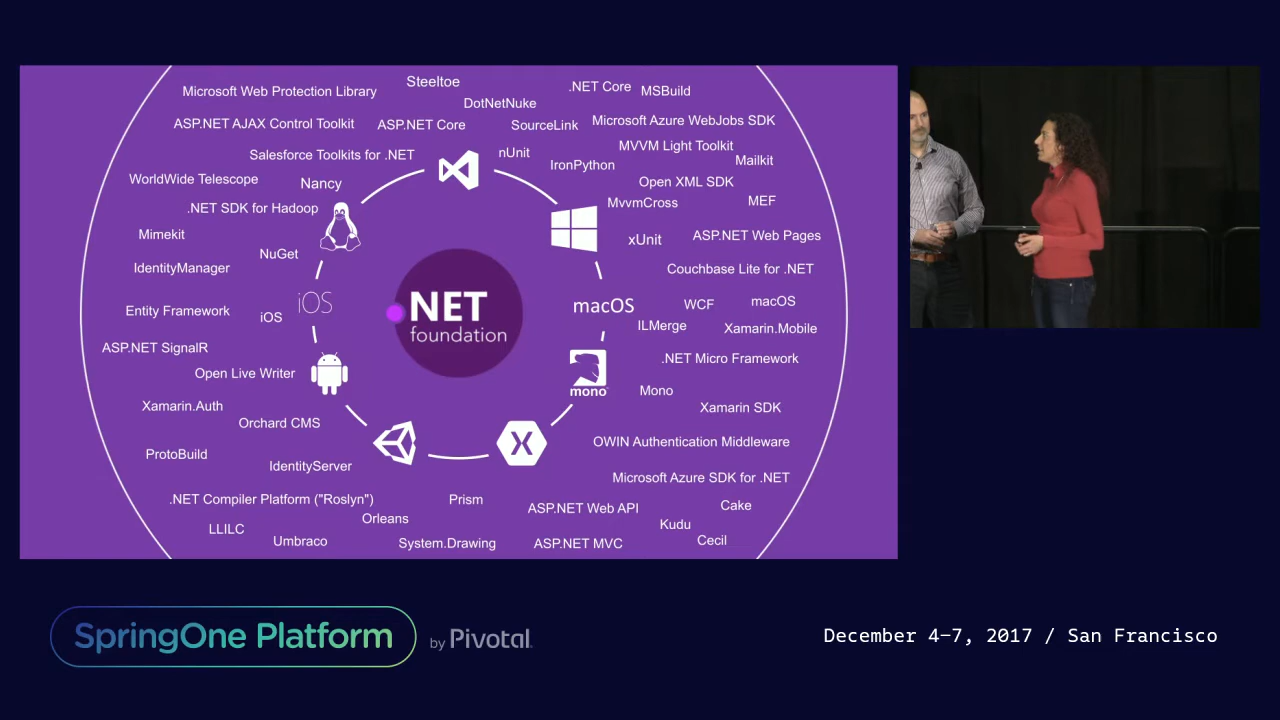 Steeltoe
.NET Core
MSBuild
Microsoft Web Protection Library
DotNetNuke
ASP.NET AJAX Control Toolkit
ASP.NET Core
SourceLink
Microsoft Azure WebJobs SDK
Salesforce Toolkits for .NET
nUnit
IronPython
MVVM Light Toolkit
Mailkit
WorldWide Telescope
Nancy
Open XML SDK
.NET SDK for Hadoop
MvvmCross
MEF
Mimekit
NuGet
xUnit
ASP.NET Web Pages
IdentityManager
Couchbase Lite for .NET
Entity Framework
iOS
iOS
.NET
foundation
macOS
WCF
macOS
ILMerge
Xamarin.Mobile
ASP.NET SignalR
.NET Micro Framework
Open Live Writer
mono
Mono
Xamarin.Auth
Xamarin SDK
Orchard CMS
OWIN Authentication Middleware
ProtoBuild
IdentityServer
Microsoft Azure SDK for .NET
.NET Compiler Platform ("Roslyn")
Prism
ASP.NET Web API
Cake
Orleans
Kudu
LLILC
Umbraco
System.Drawing
ASP.NET MVC
Cecil
SpringOne Platform
by Pivotal.
December 4–7, 2017 / San Francisco